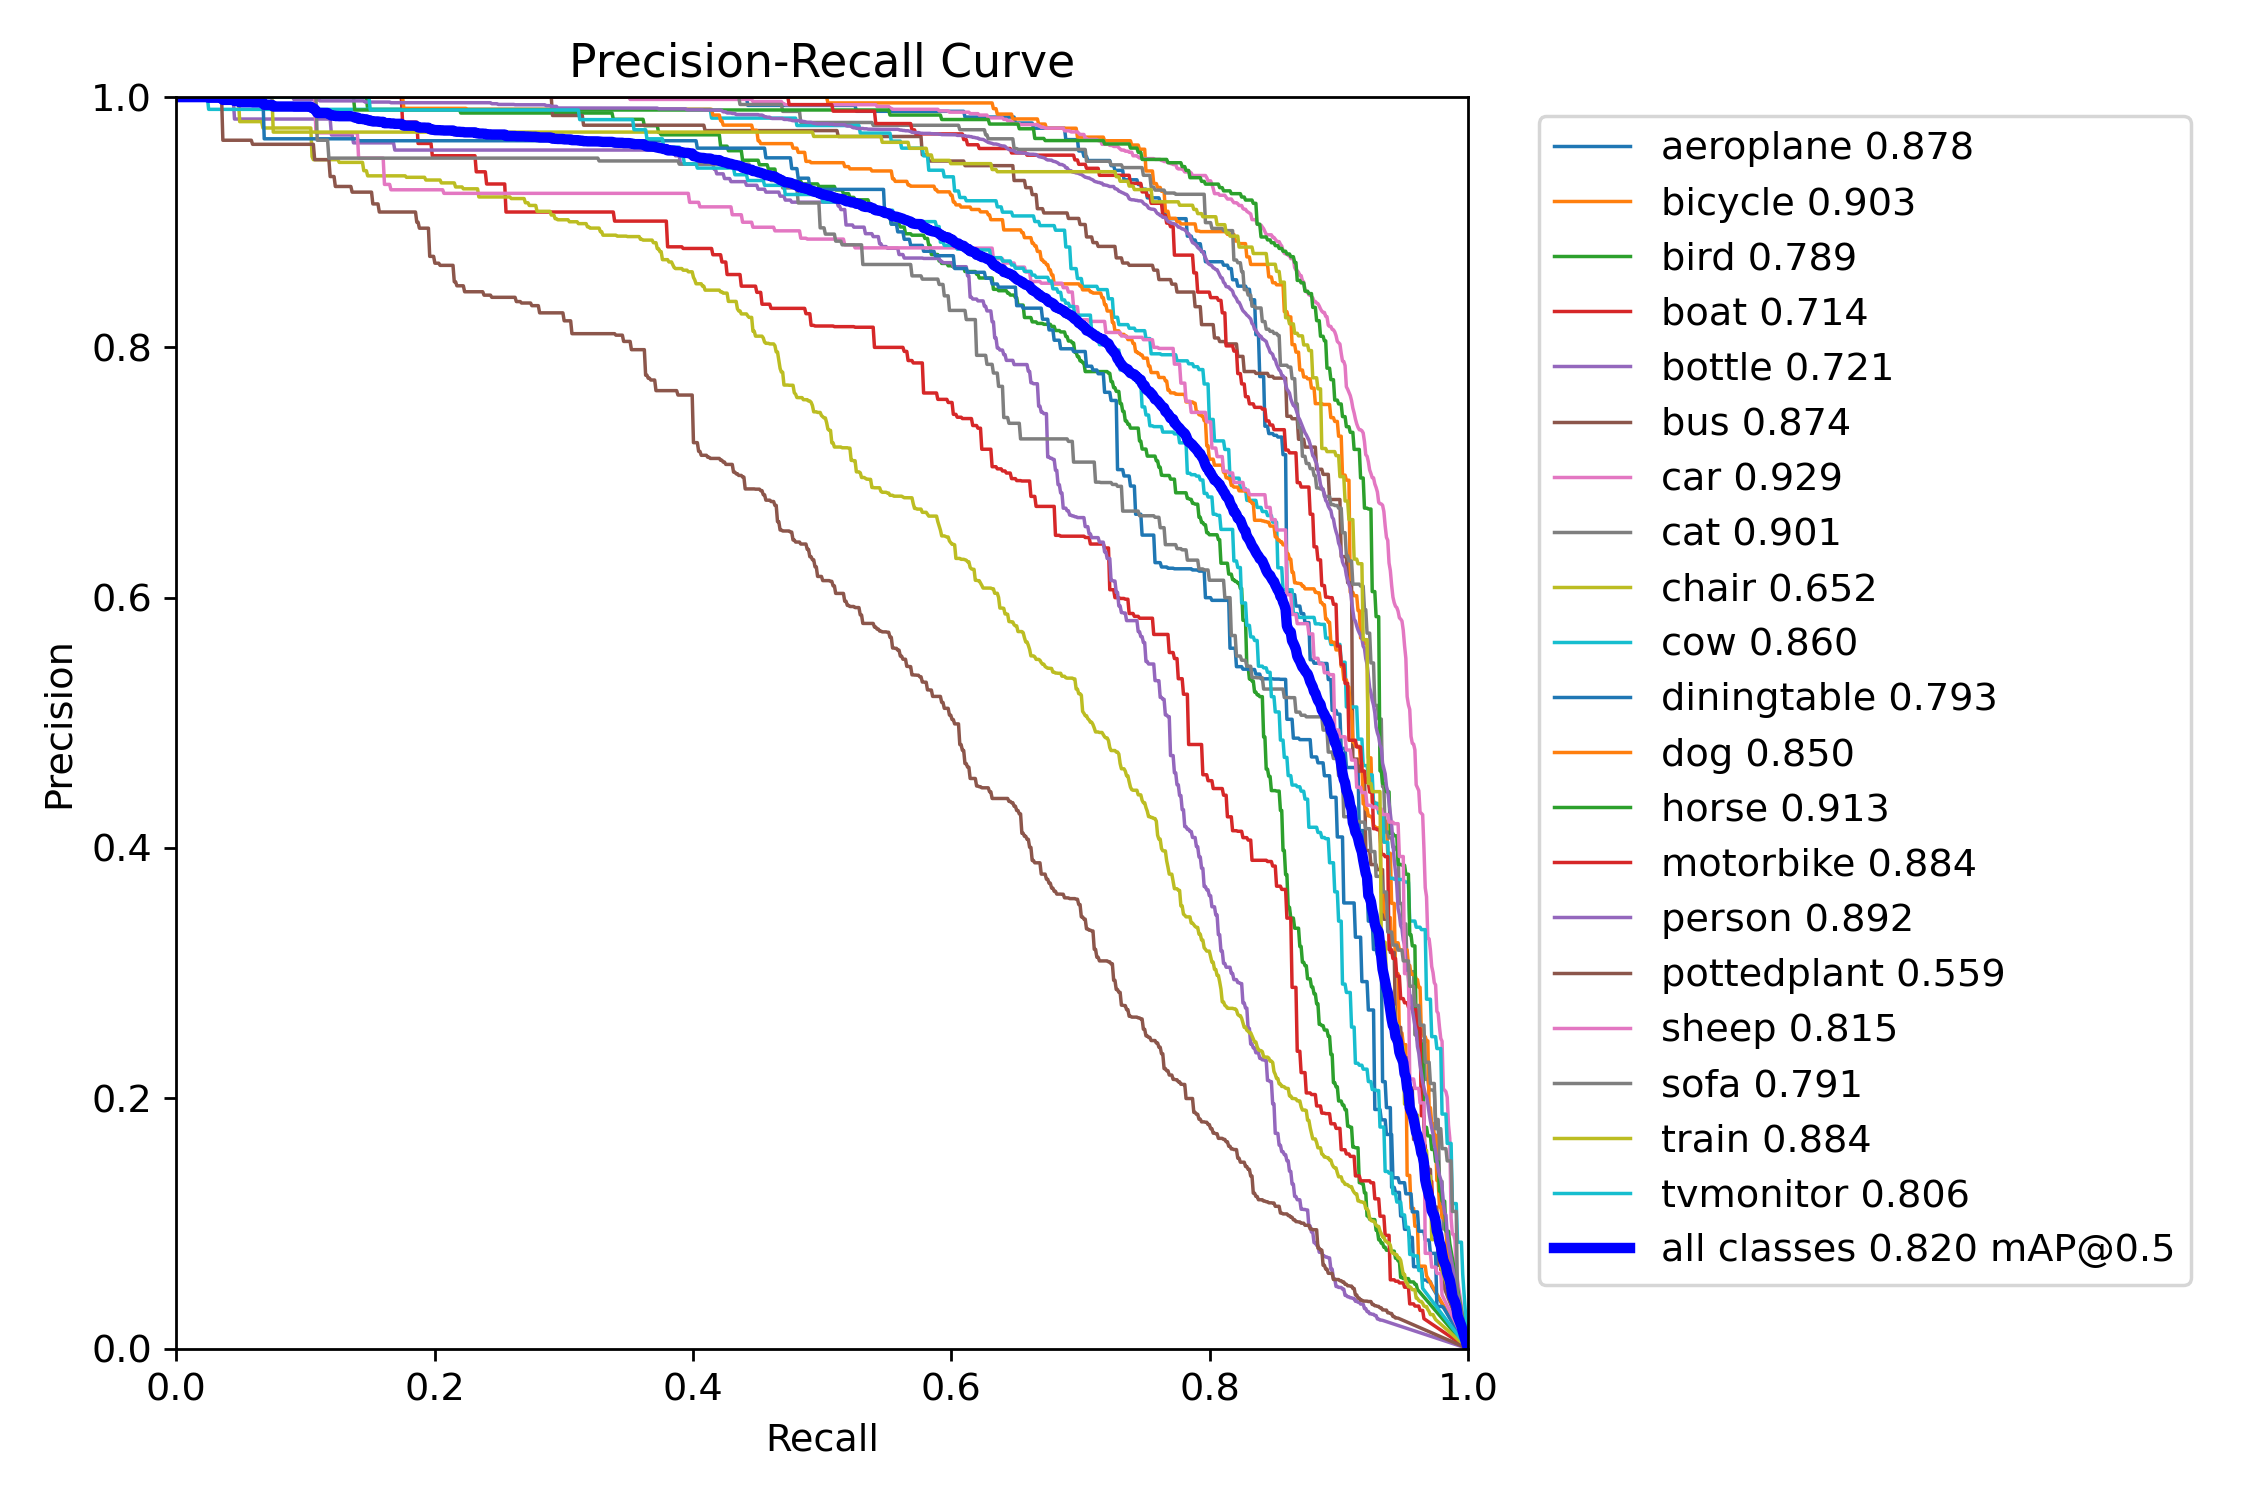 Precision-Recall Curve
1.0
0.8
0.6
0.4
0.2
0.0
Precision
0.0 0.2 0.4 0.6 0.8 1.0
Recall
aeroplane 0.878
bicycle 0.903
bird 0.789
boat 0.714
bottle 0.721
bus 0.874
car 0.929
cat 0.901
chair 0.652
cow 0.860
diningtable 0.793
dog 0.850
horse 0.913
motorbike 0.884
person 0.892
pottedplant 0.559
sheep 0.815
sofa 0.791
train 0.884
tvmonitor 0.806
all classes 0.820 mAP@0.5